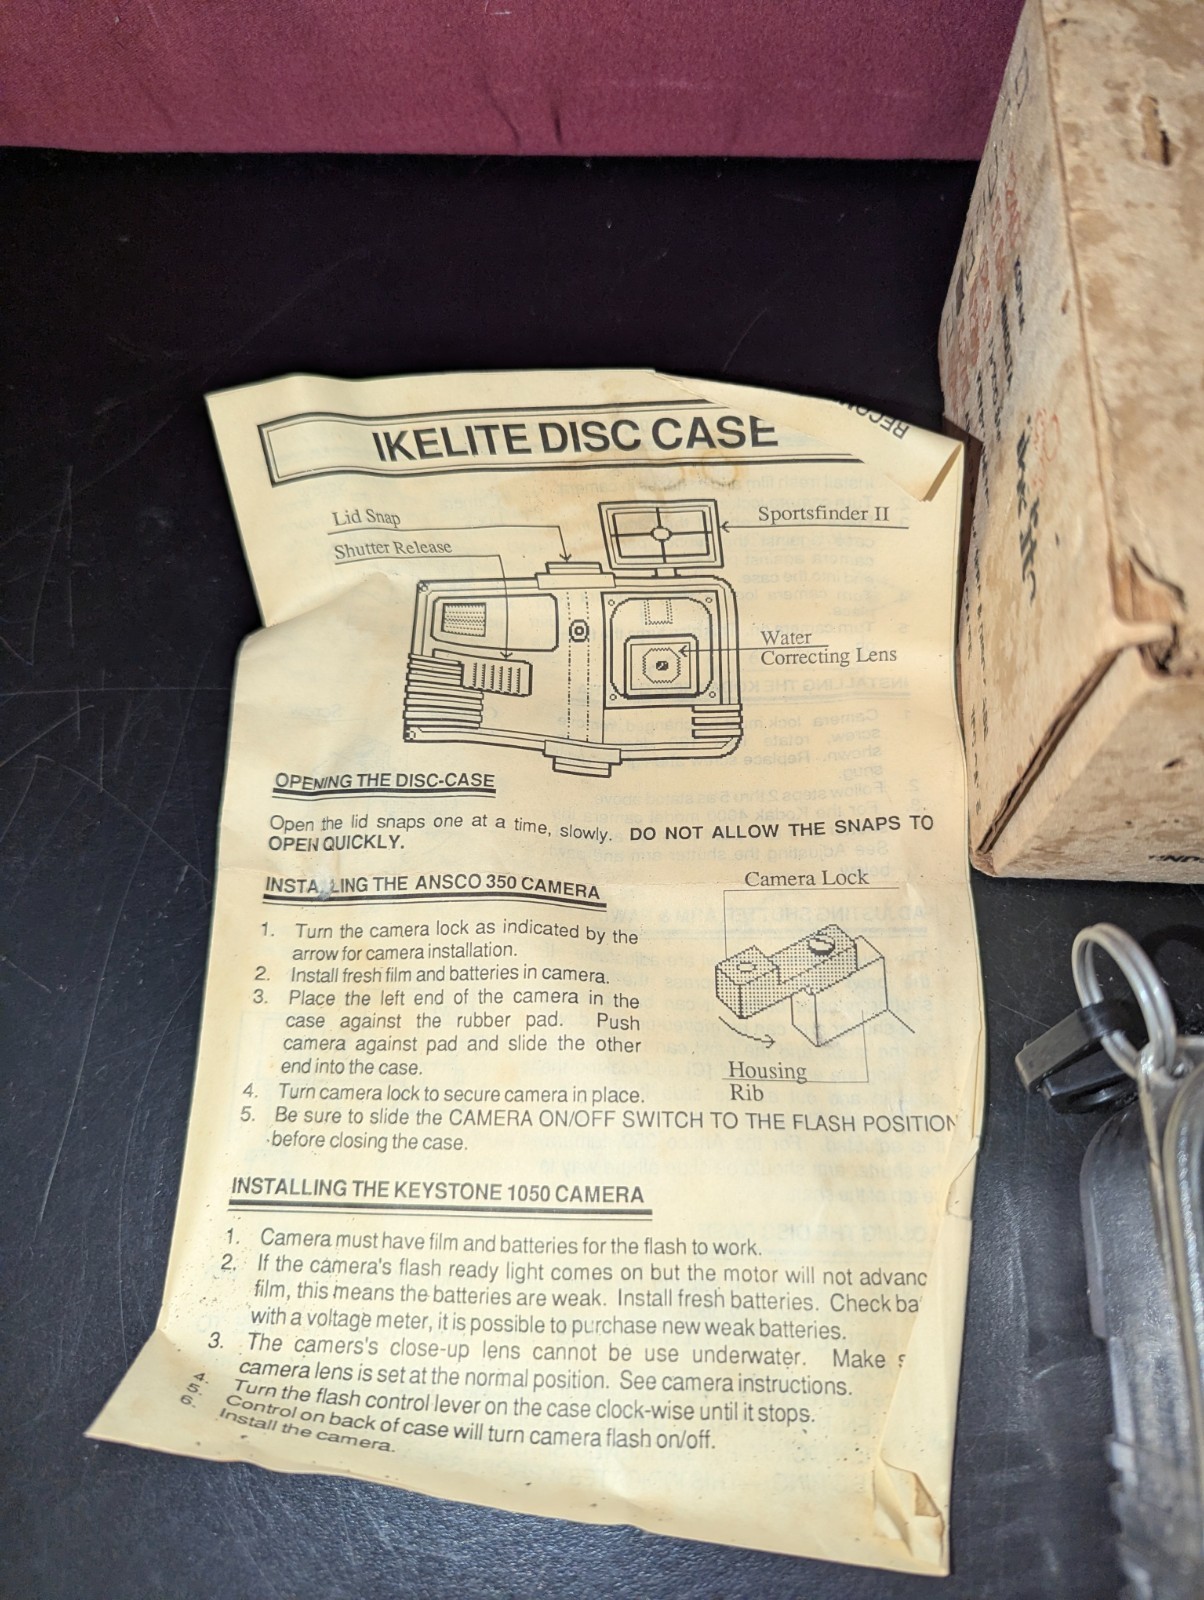 IKELITE DISC CASE
RECOM
Lid Snap
Shutter Release
Sportsfinder II
Water
Correcting Lens
OPENING THE DISC-CASE
Open the lid snaps one at a time, slowly. DO NOT ALLOW THE SNAPS TO
OPEN QUICKLY.
INSTALLING THE ANSCO 350 CAMERA
1. Turn the camera lock as indicated by the
arrow for camera installation.
2. Install fresh film and batteries in camera.
3. Place the left end of the camera in the
case against the rubber pad. Push
camera against pad and slide the other
end into the case.
4. Turn camera lock to secure camera in place.
5. Be sure to slide the CAMERA ON/OFF SWITCH TO THE FLASH POSITION
before closing the case.
Camera Lock
Housing
Rib
INSTALLING THE KEYSTONE 1050 CAMERA
1. Camera must have film and batteries for the flash to work.
2. If the camera's flash ready light comes on but the motor will not advanc
film, this means the batteries are weak. Install fresh batteries. Check ba
with a voltage meter, it is possible to purchase new weak batteries.
3. The camers's close-up lens cannot be use underwater. Make s
camera lens is set at the normal position. See camera instructions.
4. Turn the flash control lever on the case clock-wise until it stops.
5. Control on back of case will turn camera flash on/off.
6. Install the camera.